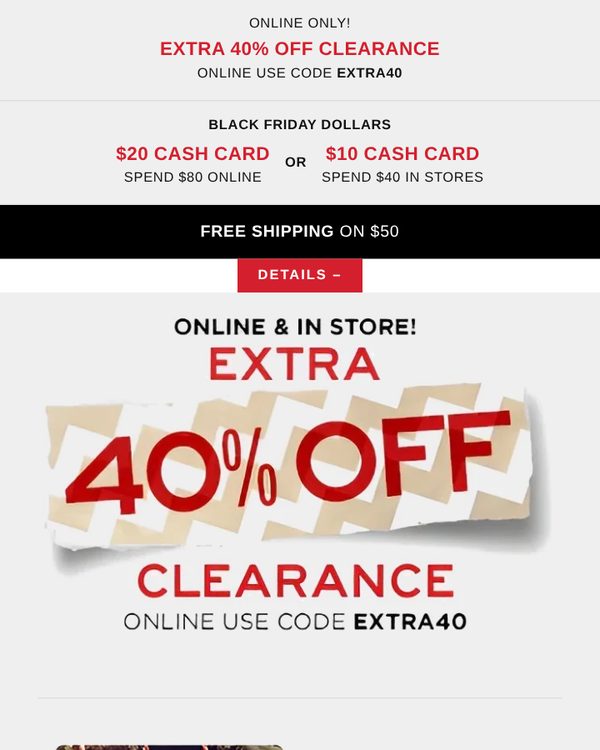 ONLINE ONLY!
EXTRA 40% OFF CLEARANCE
ONLINE USE CODE EXTRA40
BLACK FRIDAY DOLLARS
$20 CASH CARD
SPEND $80 ONLINE
OR
$10 CASH CARD
SPEND $40 IN STORES
FREE SHIPPING ON $50
DETAILS –
ONLINE & IN STORE!
EXTRA
40% OFF
CLEARANCE
ONLINE USE CODE EXTRA40